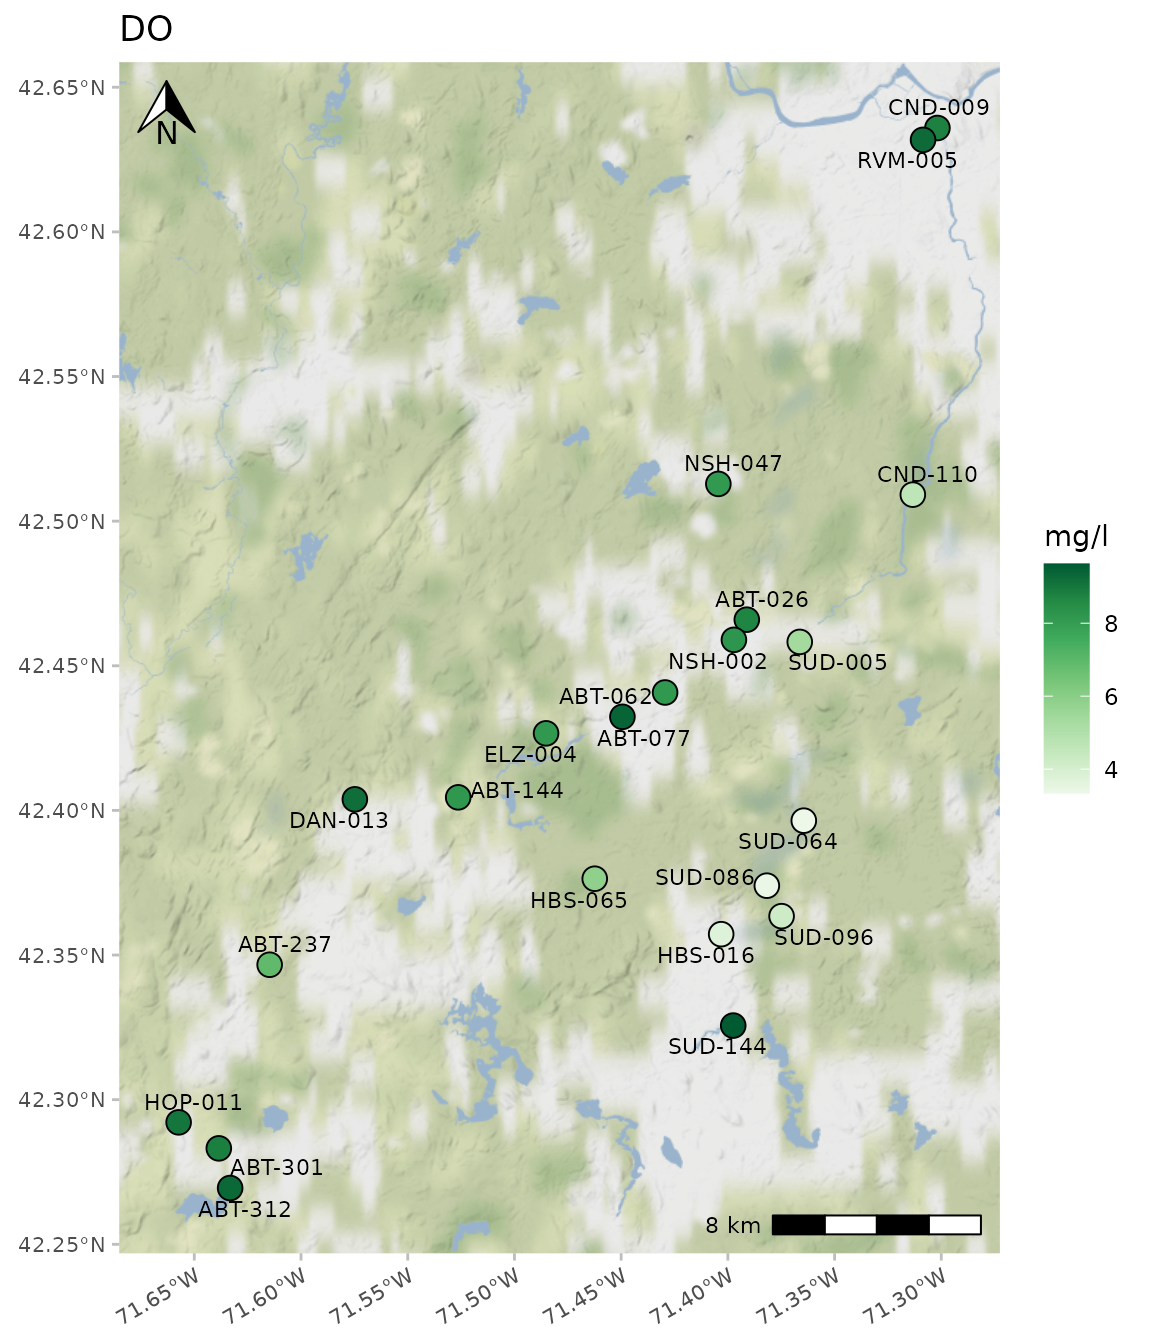 DO
42.65°N
42.60°N
42.55°N
42.50°N
42.45°N
42.40°N
42.35°N
42.30°N
42.25°N
N
CND-009
RVM-005
NSH-047
CND-110
ABT-026
NSH-002
SUD-005
ABT-062
ABT-077
ELZ-004
ABT-144
DAN-013
SUD-064
SUD-086
HBS-065
SUD-096
ABT-237
HBS-016
SUD-144
HOP-011
ABT-301
ABT-312
8 km
71.65°W
71.60°W
71.55°W
71.50°W
71.45°W
71.40°W
71.35°W
71.30°W
mg/l
8
6
4